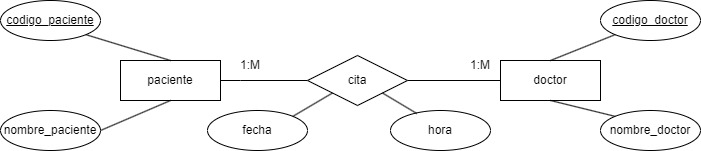 codigo_paciente
codigo_doctor
1:M
1:M
paciente
cita
doctor
nombre_paciente
fecha
hora
nombre_doctor